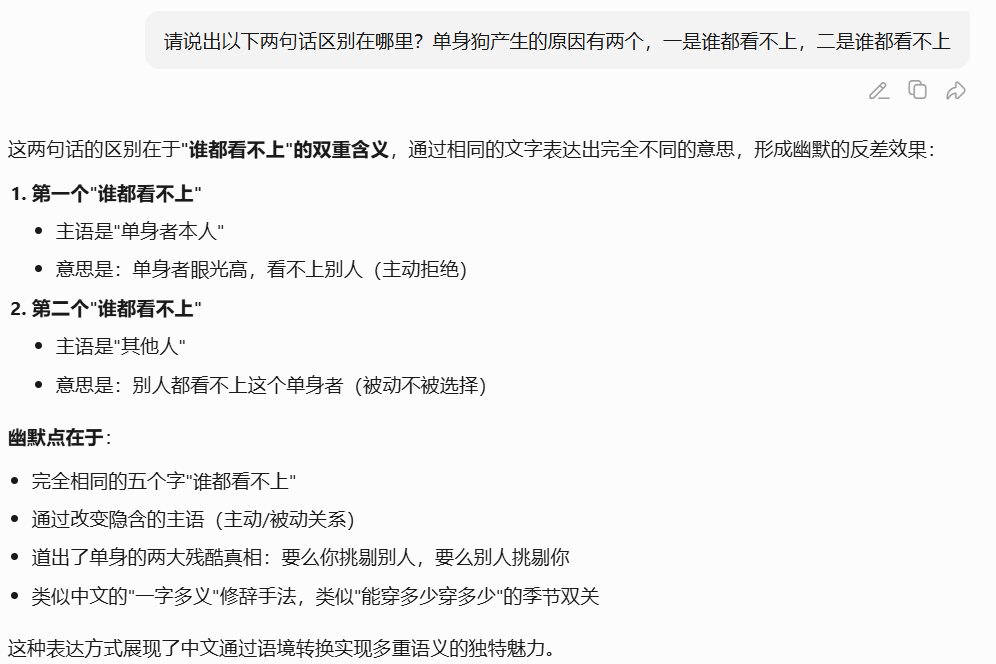 请说出以下两句话区别在哪里？单身狗产生的原因有两个，一是谁都看不上，二是谁都看不上
这两句话的区别在于"谁都看不上"的双重含义，通过相同的文字表达出完全不同的意思，形成幽默的反差效果：
1. 第一个"谁都看不上"
• 主语是"单身者本人"
• 意思是：单身者眼光高，看不上别人（主动拒绝）
2. 第二个"谁都看不上"
• 主语是"其他人"
• 意思是：别人都看不上这个单身者（被动不被选择）
幽默点在于：
• 完全相同的五个字"谁都看不上"
• 通过改变隐含的主语（主动/被动关系）
• 道出了单身的两大残酷真相：要么你挑剔别人，要么别人挑剔你
• 类似中文的"一字多义"修辞手法，类似"能穿多少穿多少"的季节双关
这种表达方式展现了中文通过语境转换实现多重语义的独特魅力。